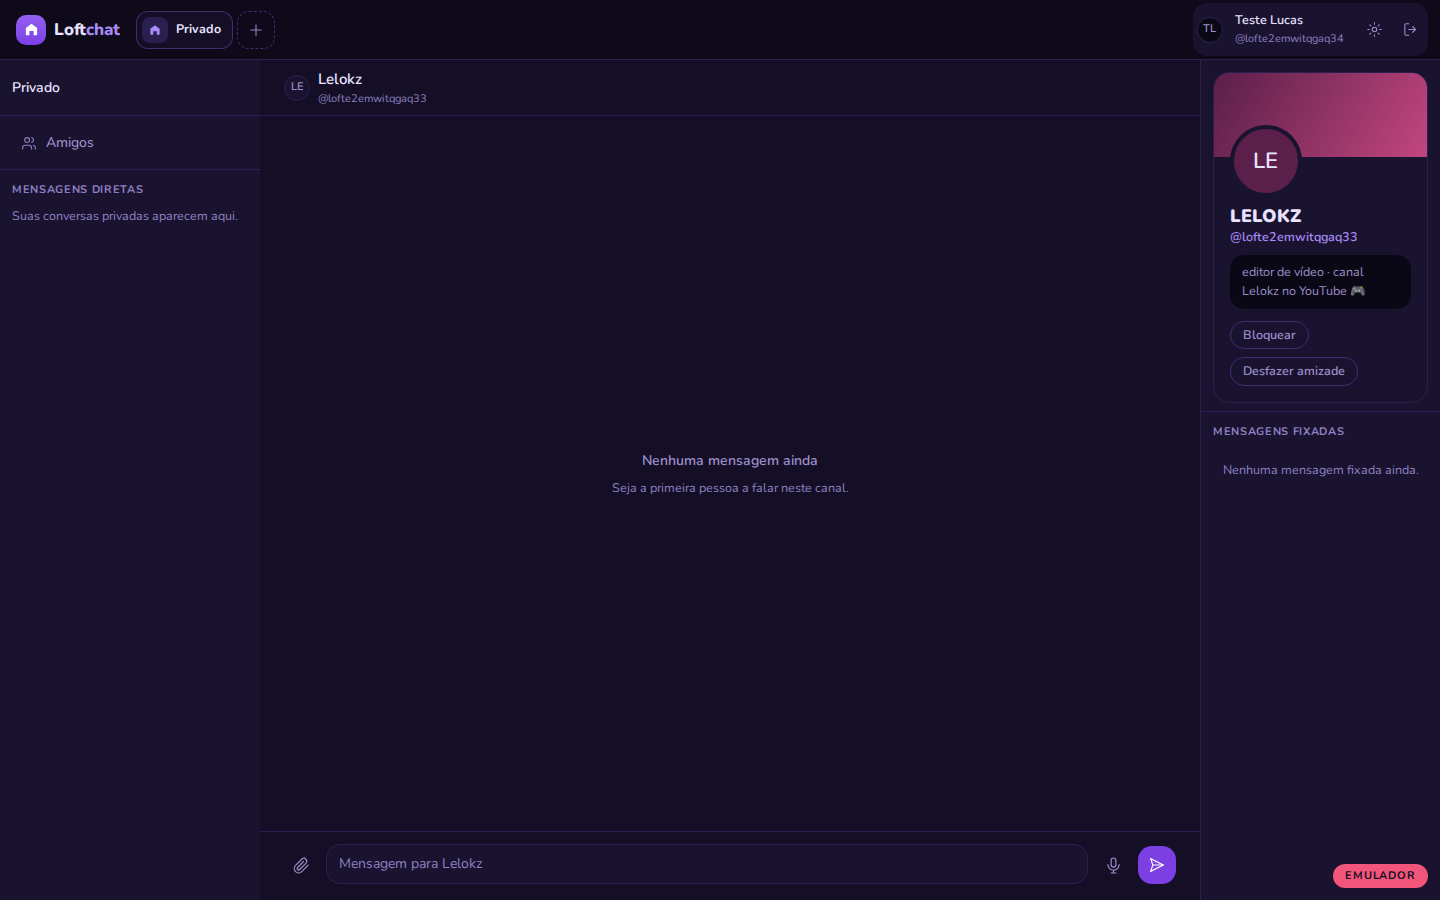 Loftchat
Privado
TL
Teste Lucas
@lofte2emwitqgaq34
Privado
Amigos
MENSAGENS DIRETAS
Suas conversas privadas aparecem aqui.
LE
Lelokz
@lofte2emwitqgaq33
Nenhuma mensagem ainda
Seja a primeira pessoa a falar neste canal.
Mensagem para Lelokz
LE
LELOKZ
@lofte2emwitqgaq33
editor de vídeo · canal
Lelokz no YouTube 🎮
Bloquear
Desfazer amizade
MENSAGENS FIXADAS
Nenhuma mensagem fixada ainda.
EMULADOR